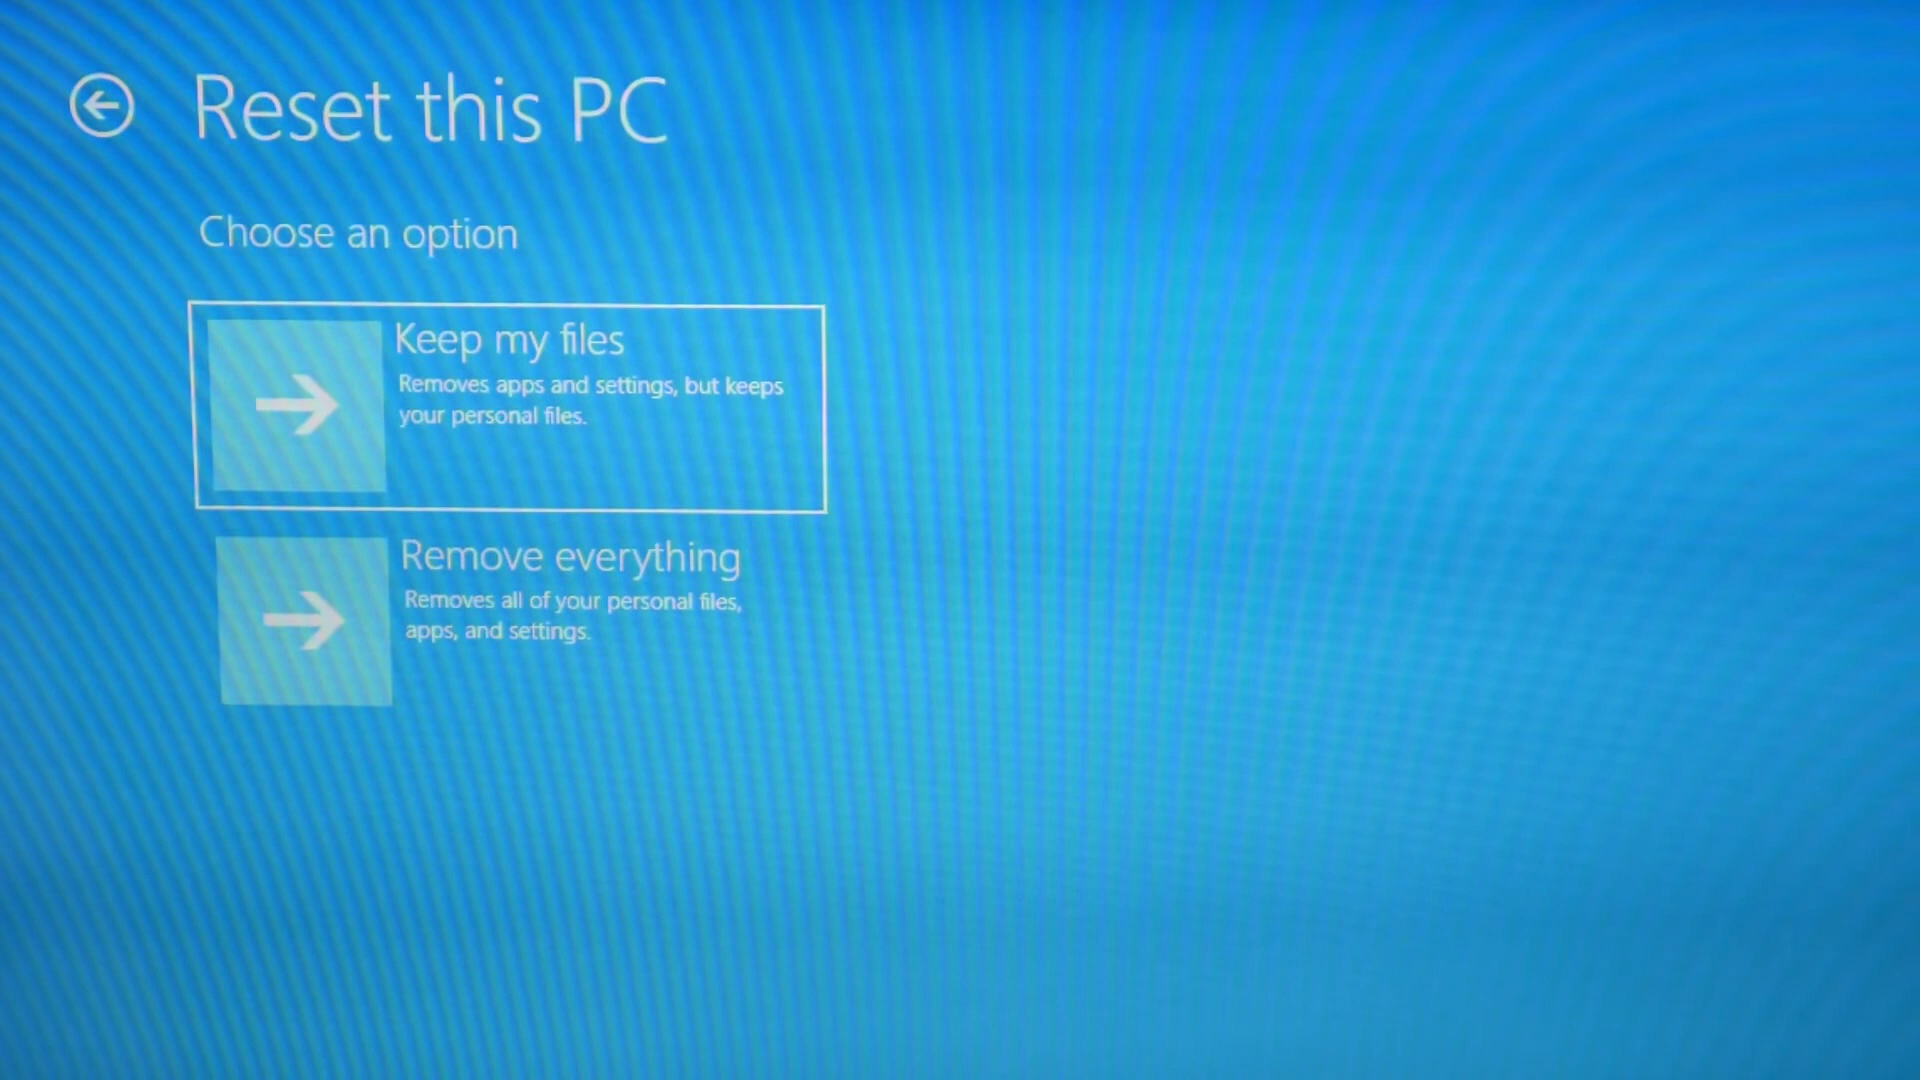 Reset this PC
Choose an option
Keep my files
Removes apps and settings, but keeps
your personal files.
Remove everything
Removes all of your personal files,
apps, and settings.